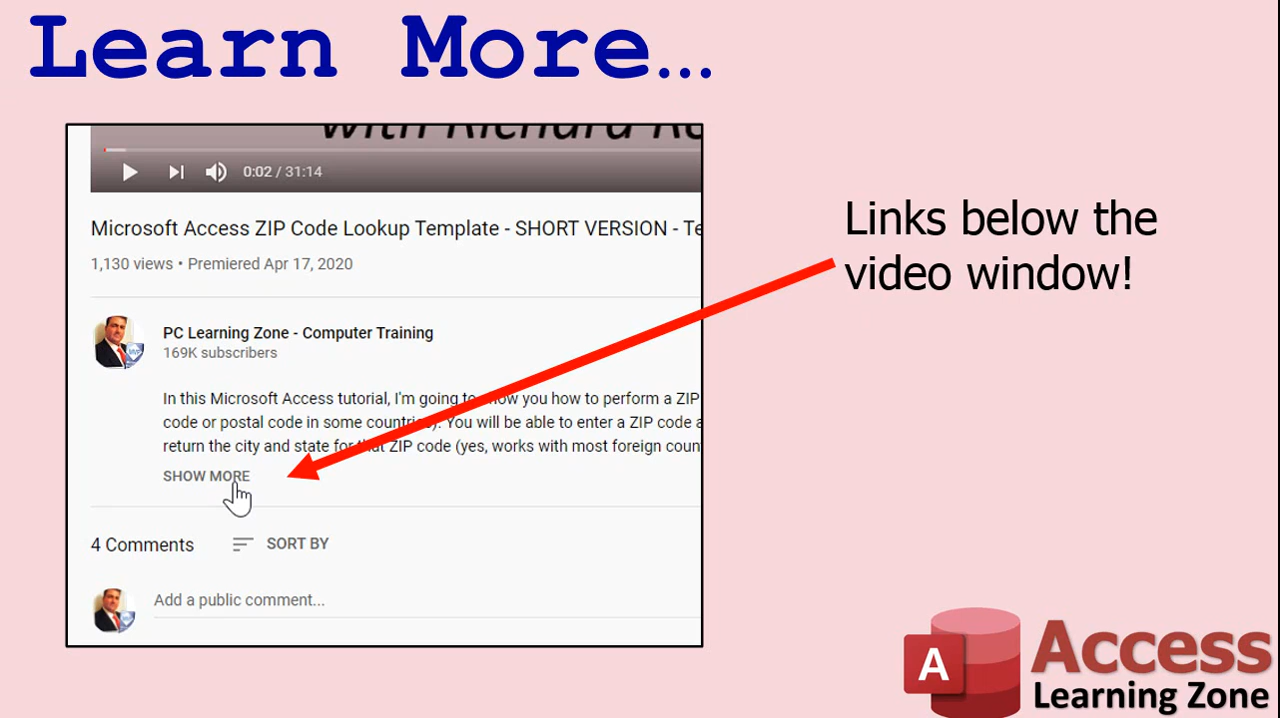 Learn More...
with Richard
0:02 / 31:14
Microsoft Access ZIP Code Lookup Template - SHORT VERSION -
1,130 views • Premiered Apr 17, 2020
PC Learning Zone - Computer Training
169K subscribers
In this Microsoft Access tutorial, I'm going to show you how to perform a ZIP
code or postal code in some countries). You will be able to enter a ZIP code a
return the city and state for that ZIP code (yes, works with most foreign coun
SHOW MORE
4 Comments
SORT BY
Add a public comment...
Links below the
video window!
A
Access
Learning Zone